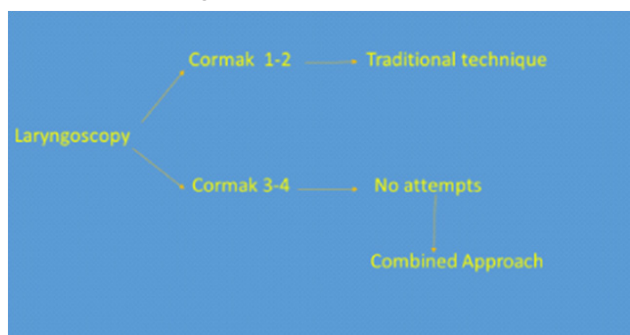 Cormak 1-2
Traditional technique
Laryngoscopy
Cormak 3-4
No attempts
Combined Approach